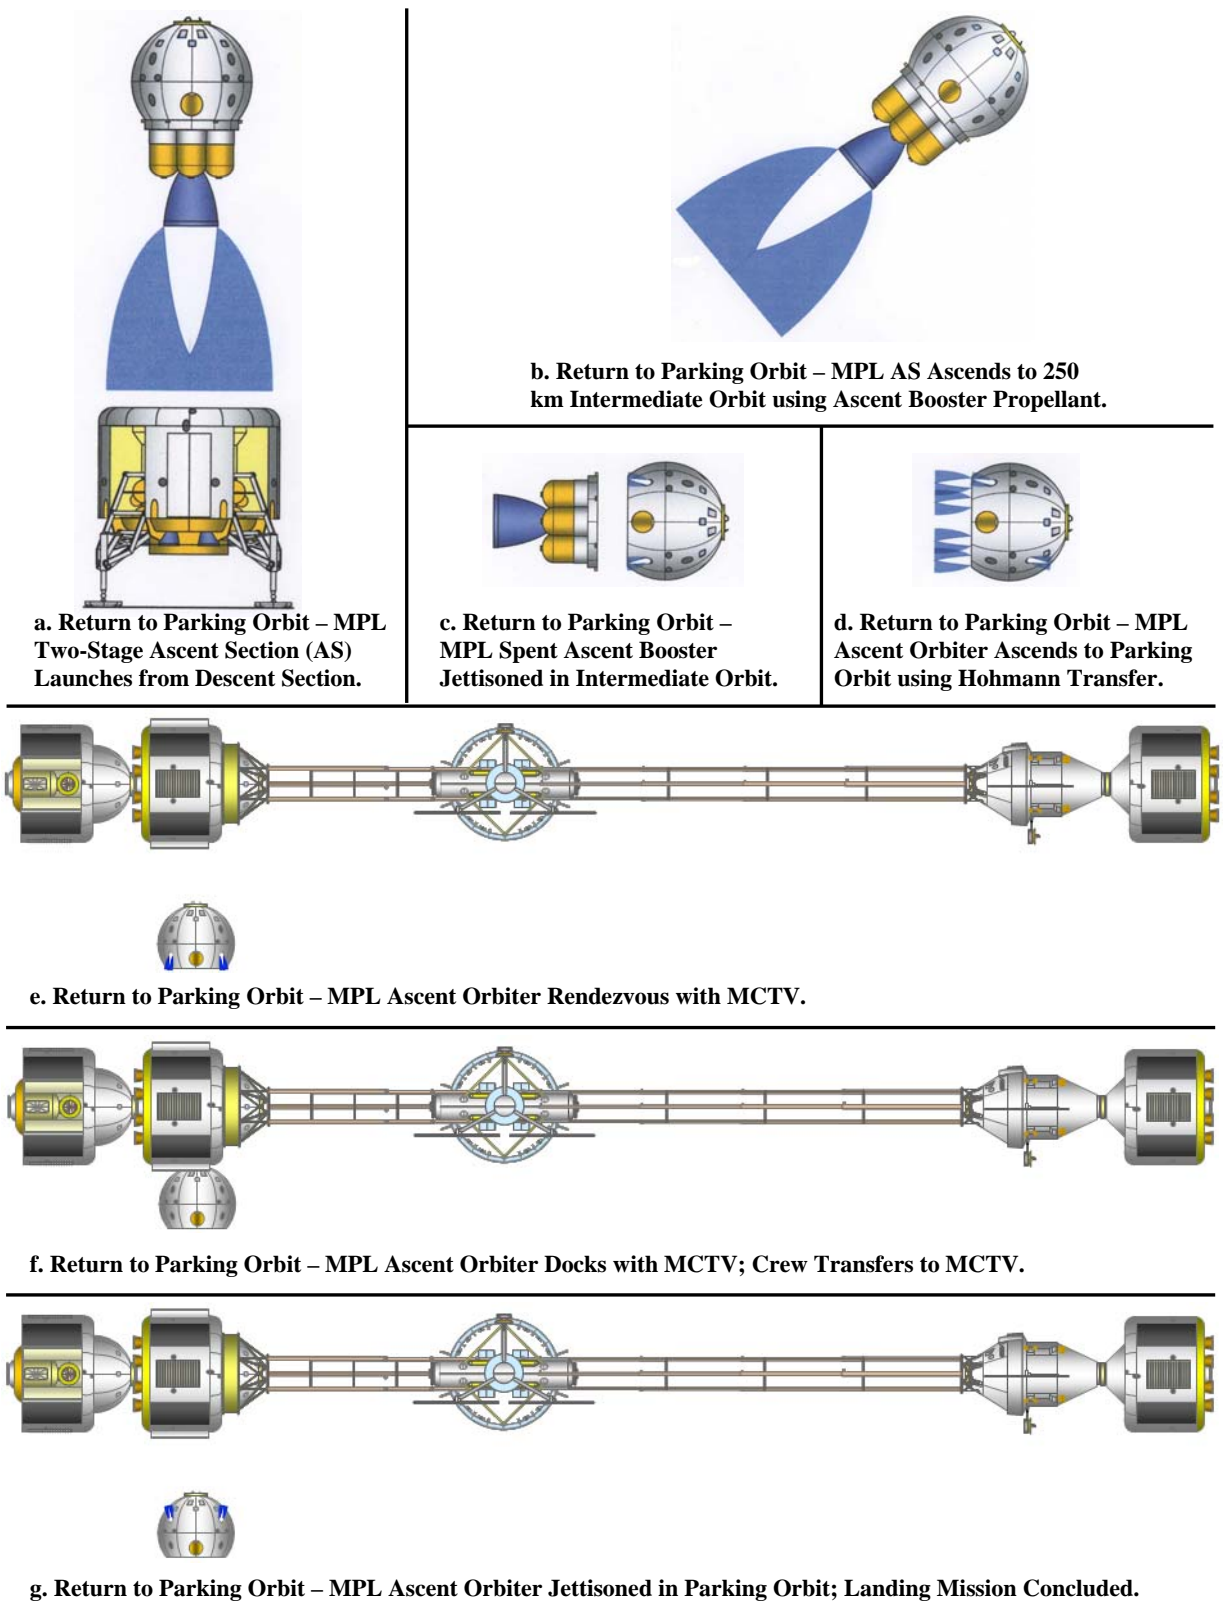 b. Return to Parking Orbit – MPL AS Ascends to 250
km Intermediate Orbit using Ascent Booster Propellant.
a. Return to Parking Orbit – MPL
Two-Stage Ascent Section (AS)
Launches from Descent Section.
c. Return to Parking Orbit –
MPL Spent Ascent Booster
Jettisoned in Intermediate Orbit.
d. Return to Parking Orbit – MPL
Ascent Orbiter Ascends to Parking
Orbit using Hohmann Transfer.
e. Return to Parking Orbit – MPL Ascent Orbiter Rendezvous with MCTV.
f. Return to Parking Orbit – MPL Ascent Orbiter Docks with MCTV; Crew Transfers to MCTV.
g. Return to Parking Orbit – MPL Ascent Orbiter Jettisoned in Parking Orbit; Landing Mission Concluded.